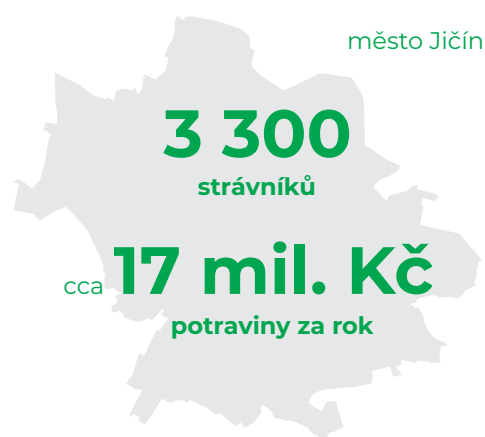 město Jičín
3 300
strávníků
cca 17 mil. Kč
potraviny za rok